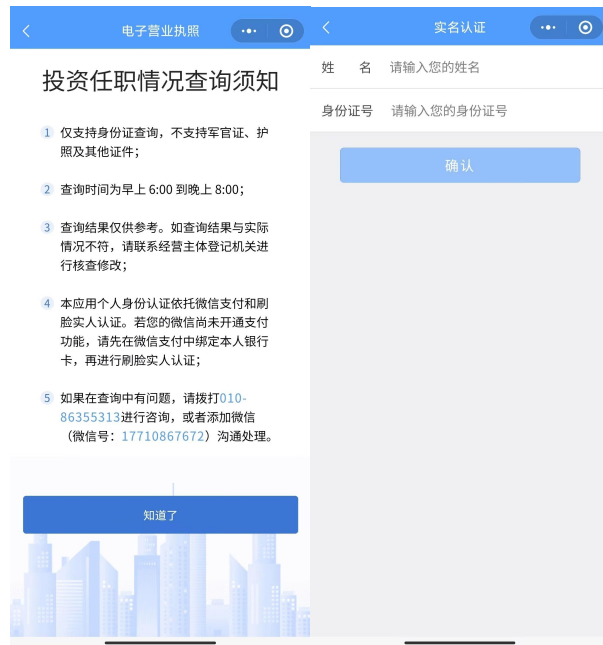 电子营业执照
投资任职情况查询须知
1 仅支持身份证查询，不支持军官证、护
照及其他证件；
2 查询时间为早上 6:00 到晚上 8:00；
3 查询结果仅供参考。如查询结果与实际
情况不符，请联系经营主体登记机关进
行核查修改；
4 本应用个人身份认证依托微信支付和刷
脸实人认证。若您的微信尚未开通支付
功能，请先在微信支付中绑定本人银行
卡，再进行刷脸实人认证；
5 如果在查询中有问题，请拨打010-
86355313进行咨询，或者添加微信
（微信号：17710867672）沟通处理。
知道了
实名认证
姓 名 请输入您的姓名
身份证号 请输入您的身份证号
确认